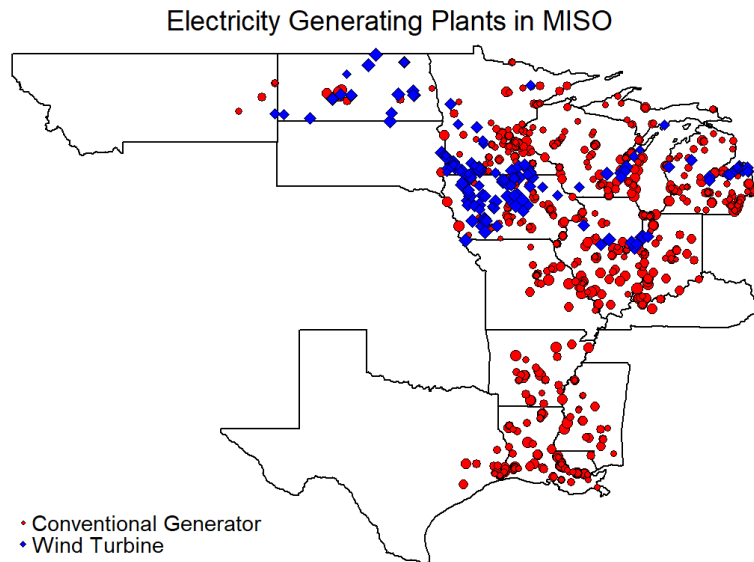 Electricity Generating Plants in MISO
Conventional Generator
Wind Turbine